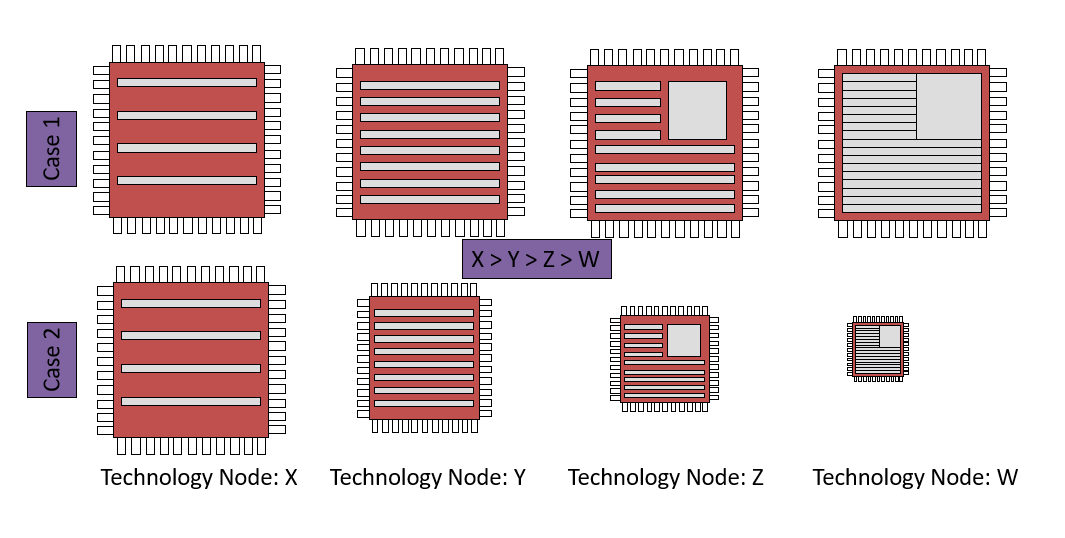 Case 1
X > Y > Z > W
Case 2
Technology Node: X
Technology Node: Y
Technology Node: Z
Technology Node: W